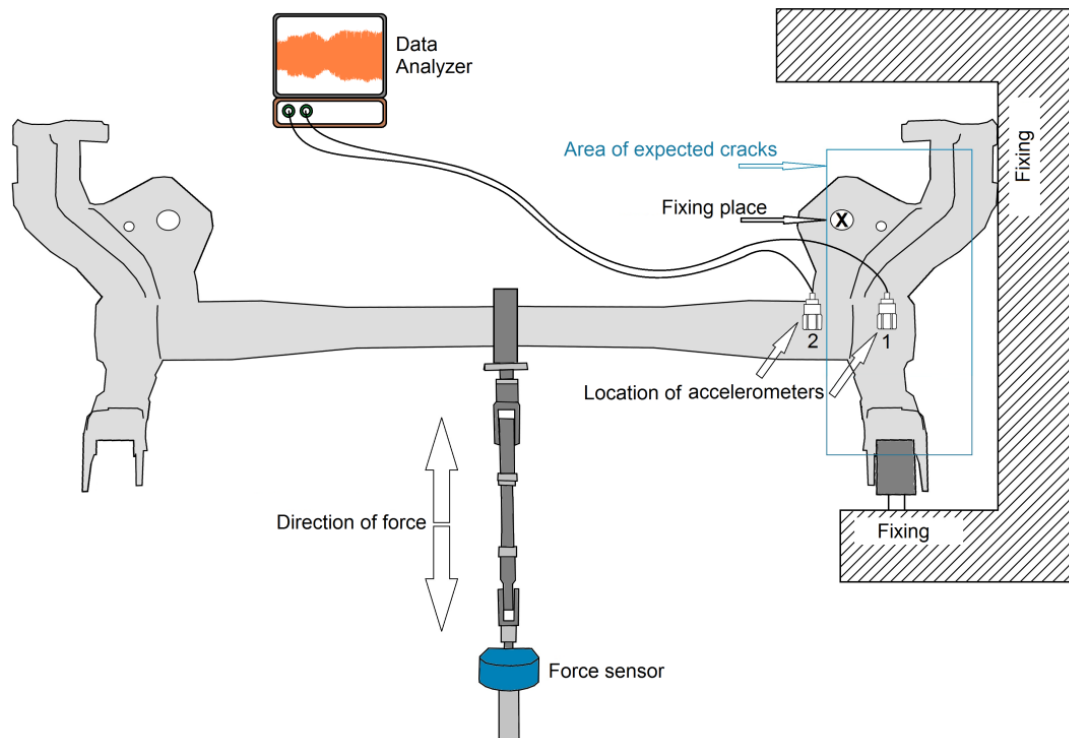 Data
Analyzer
Area of expected cracks
Fixing
Fixing place
X
2
1
Location of accelerometers
Direction of force
Fixing
Force sensor